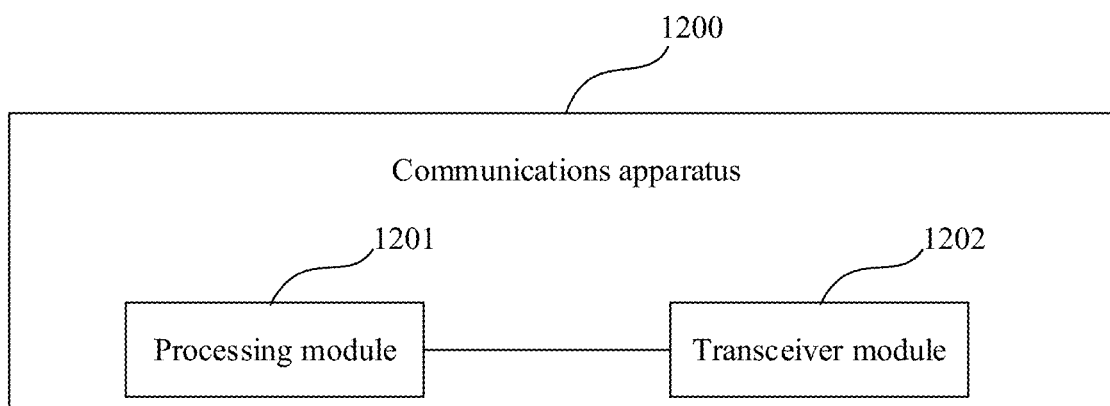 1200
Communications apparatus
1201
1202
Processing module
Transceiver module